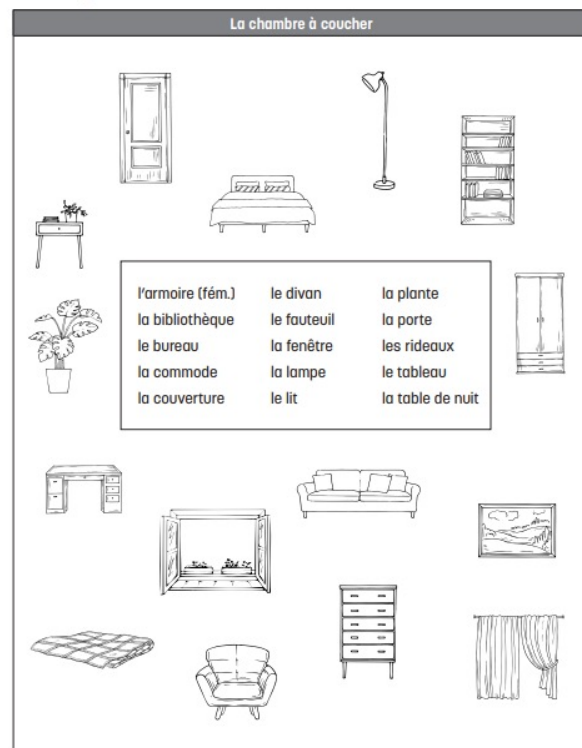 La chambre à coucher
l'armoire (fém.) le divan la plante
la bibliothèque le fauteuil la porte
le bureau la fenêtre les rideaux
la commode la lampe le tableau
la couverture le lit la table de nuit